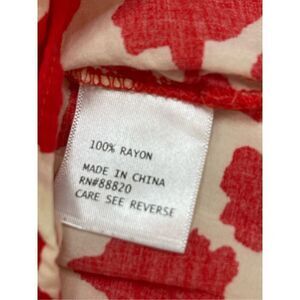 100% RAYON
MADE IN CHINA
RN#88820
CARE SEE REVERSE